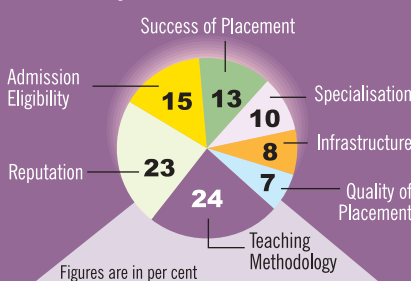 Success of Placement
Admission
Eligibility
15
13
Specialisation
10
Infrastructure
8
Reputation
23
7
Quality of
Placement
24
Teaching
Methodology
Figures are in per cent